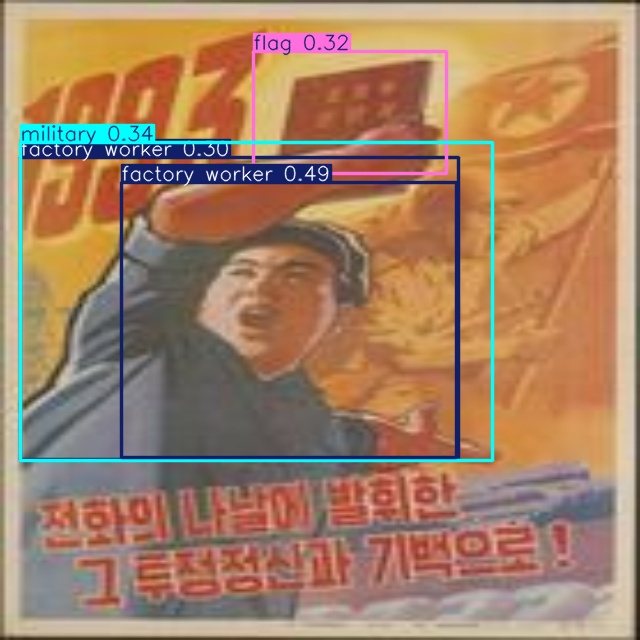 flag 0.32
1993
military 0.34
factory worker 0.30
factory worker 0.49
전화의 나날에 발휘한
그 투쟁정신과 기백으로!